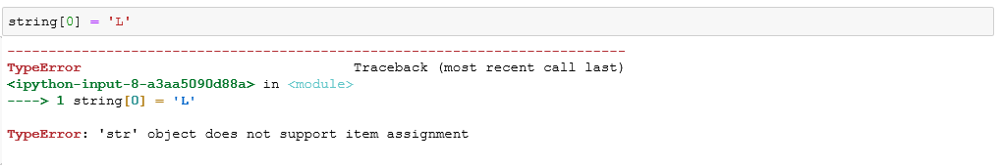 string[0] = 'L'
---------------------------------------------------------------------------
TypeError                                 Traceback (most recent call last)
<ipython-input-8-a3aa5090d88a> in <module>
----> 1 string[0] = 'L'
TypeError: 'str' object does not support item assignment